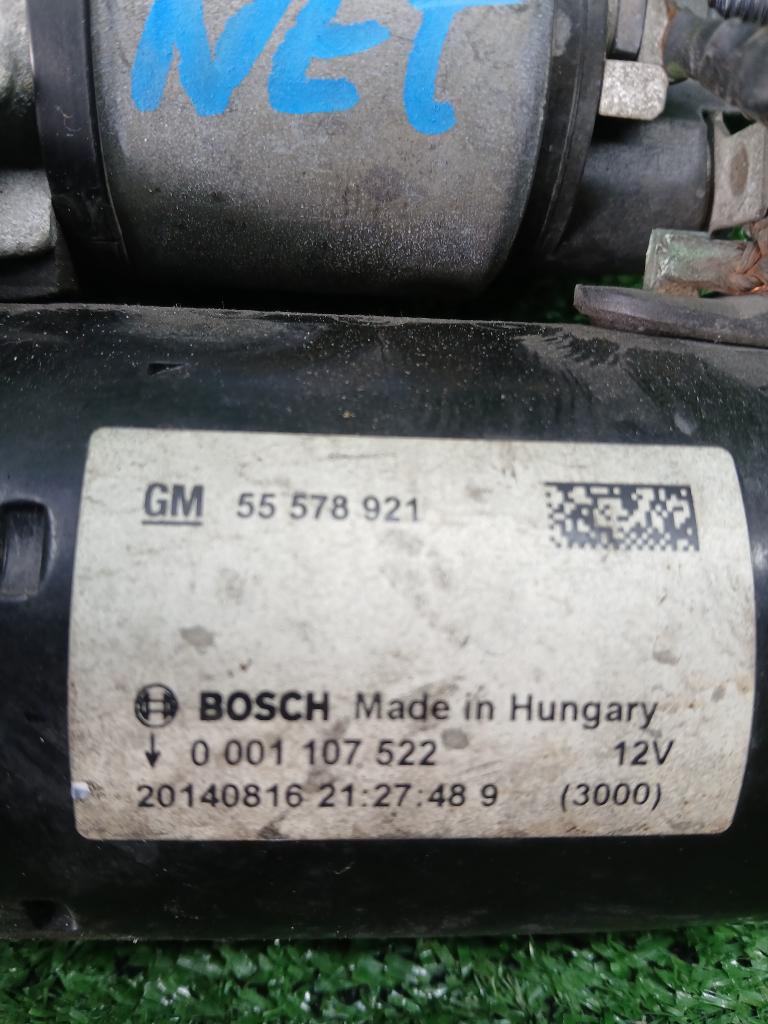 NET
GM 55 578 921
BOSCH Made in Hungary
0 001 107 522 12V
20140816 21:27:48 9 (3000)